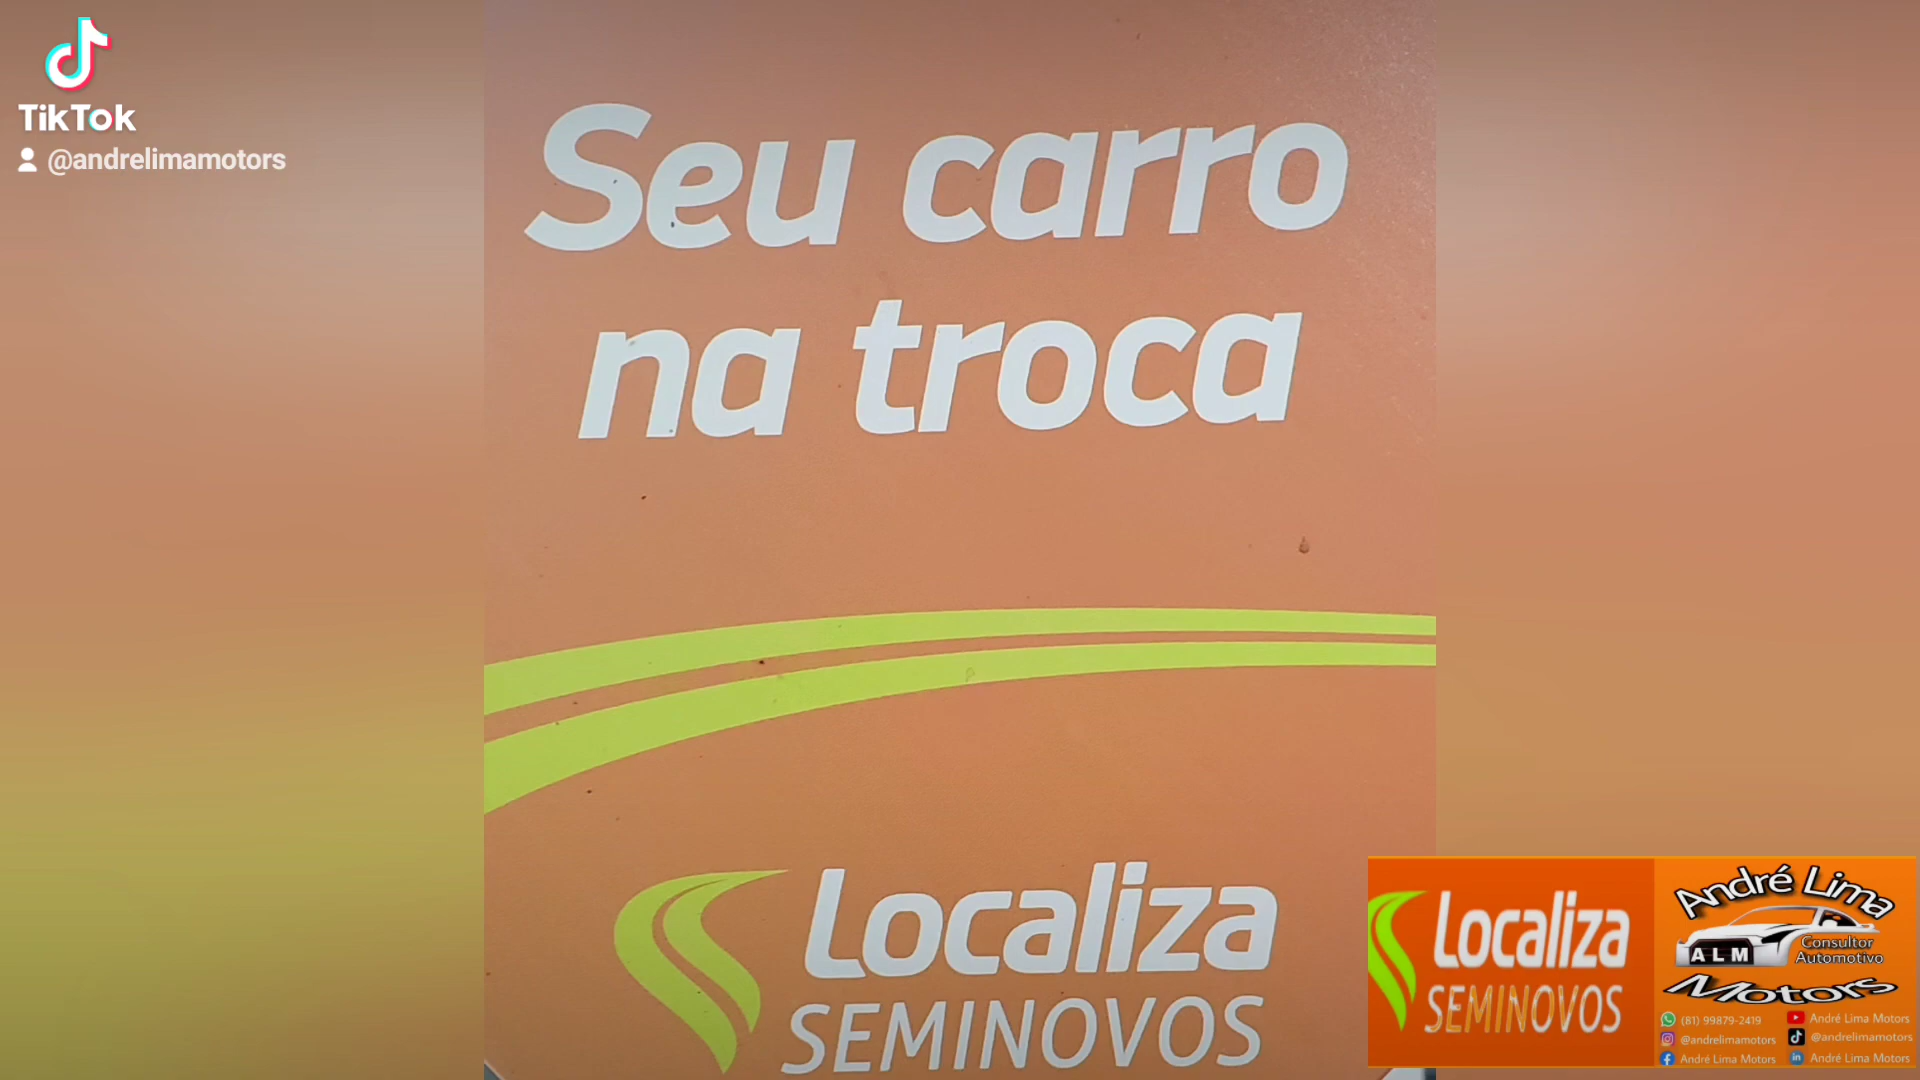 TikTok
@andrelimamotors
Seu carro
na troca
Localiza
SEMINOVOS
Localiza
SEMINOVOS
André Lima
Consultor
Automotivo
ALM
Motors
(81) 99879-2419
André Lima Motors
@andrelimamotors
@andrelimamotors
André Lima Motors
André Lima Motors